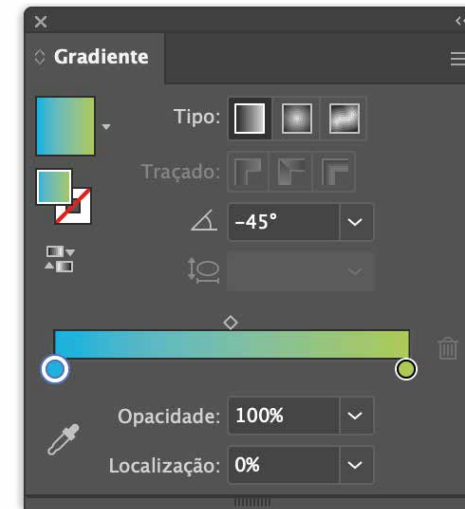 Gradiente
Tipo:
Traçado:
-45°
Opacidade: 100%
Localização: 0%